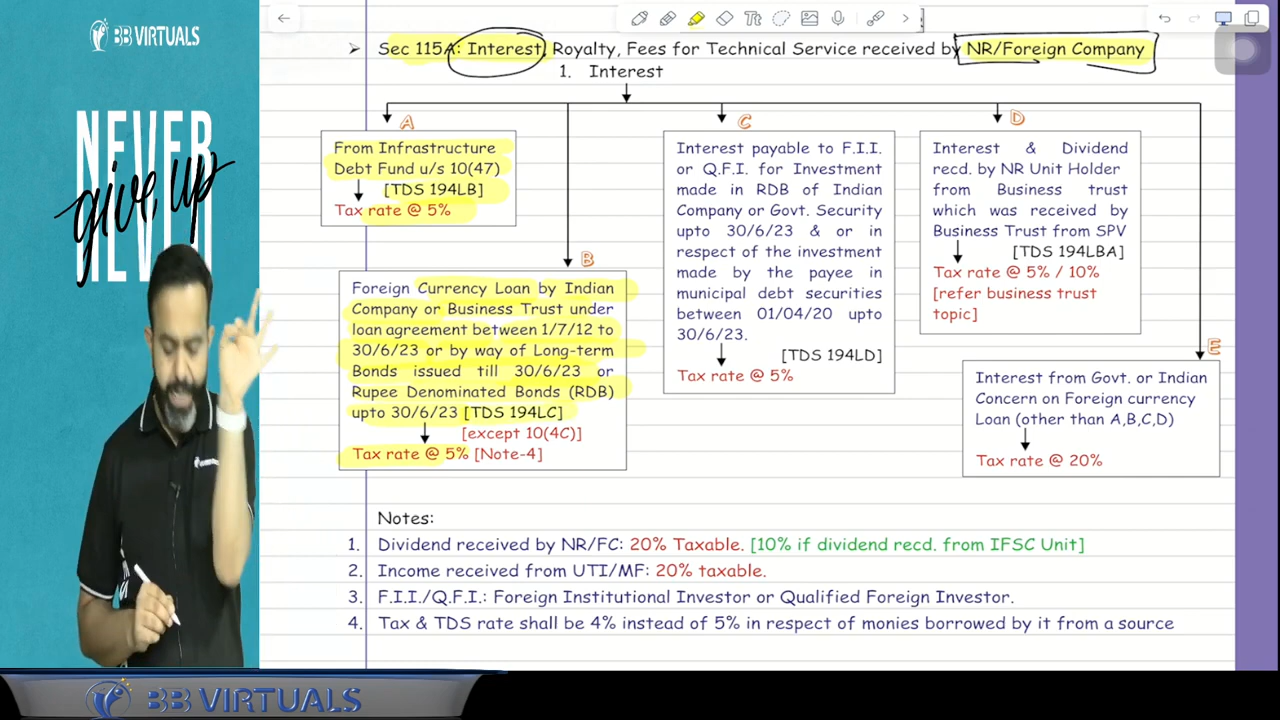 BB VIRTUALS
NEVER
give up
NEVER
➢ Sec 115A: Interest, Royalty, Fees for Technical Service received by NR/Foreign Company
1. Interest
A
From Infrastructure
Debt Fund u/s 10(47)
[TDS 194LB]
Tax rate @ 5%
B
Foreign Currency Loan by Indian
Company or Business Trust under
loan agreement between 1/7/12 to
30/6/23 or by way of Long-term
Bonds issued till 30/6/23 or
Rupee Denominated Bonds (RDB)
upto 30/6/23 [TDS 194LC]
[except 10(4C)]
Tax rate @ 5% [Note-4]
C
Interest payable to F.I.I.
or Q.F.I. for Investment
made in RDB of Indian
Company or Govt. Security
upto 30/6/23 & or in
respect of the investment
made by the payee in
municipal debt securities
between 01/04/20 upto
30/6/23.
[TDS 194LD]
Tax rate @ 5%
D
Interest & Dividend
recd. by NR Unit Holder
from Business trust
which was received by
Business Trust from SPV
[TDS 194LBA]
Tax rate @ 5% / 10%
[refer business trust
topic]
E
Interest from Govt. or Indian
Concern on Foreign currency
Loan (other than A,B,C,D)
Tax rate @ 20%
Notes:
1. Dividend received by NR/FC: 20% Taxable. [10% if dividend recd. from IFSC Unit]
2. Income received from UTI/MF: 20% taxable.
3. F.I.I./Q.F.I.: Foreign Institutional Investor or Qualified Foreign Investor.
4. Tax & TDS rate shall be 4% instead of 5% in respect of monies borrowed by it from a source
BB VIRTUALS